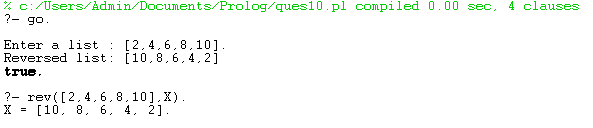 % c:/Users/Admin/Documents/Prolog/ques10.pl compiled 0.00 sec, 4 clauses
?- go.
Enter a list : [2,4,6,8,10].
Reversed list: [10,8,6,4,2]
true.
?- rev([2,4,6,8,10],X).
X = [10, 8, 6, 4, 2].